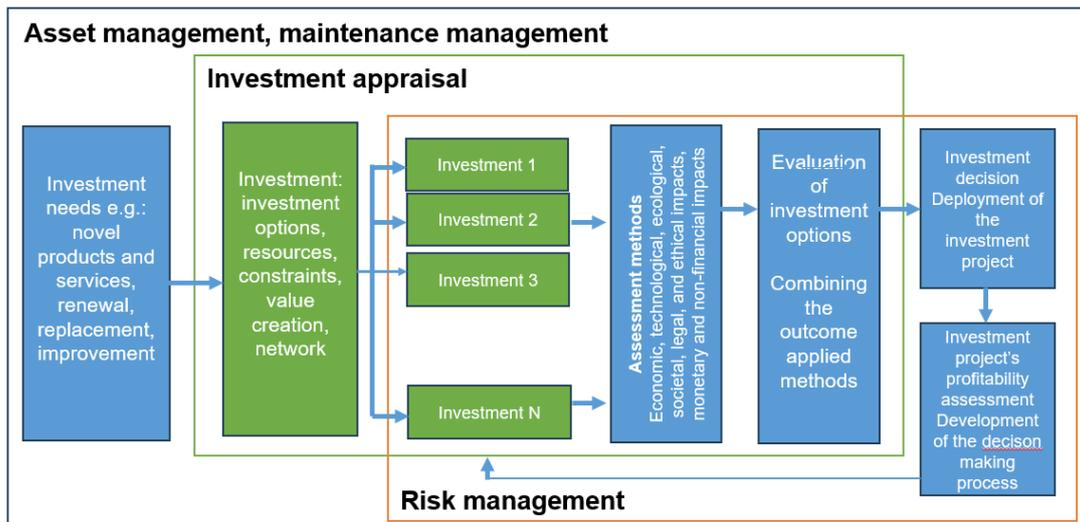 Asset management, maintenance management
Investment appraisal
Investment
needs e.g.:
novel
products and
services,
renewal,
replacement,
improvement
Investment:
investment
options,
resources,
constraints,
value
creation,
network
Investment 1
Investment 2
Investment 3
Investment N
Assessment methods
Economic, technological, ecological,
societal, legal, and ethical impacts,
monetary and non-financial impacts
Evaluation
of
investment
options
Combining
the
outcome
applied
methods
Investment
decision
Deployment of
the
investment
project
Investment
project's
profitability
assessment
Development
of the decison
making
process
Risk management